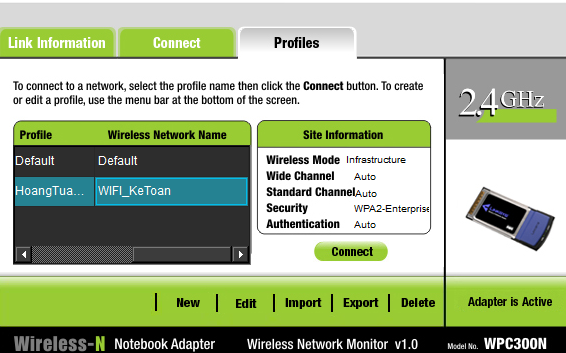 Link Information
Connect
Profiles
To connect to a network, select the profile name then click the Connect button. To create
or edit a profile, use the menu bar at the bottom of the screen.
2.4GHz
Profile Wireless Network Name
Default Default
HoangTua... WIFI_KeToan
Site Information
Wireless Mode Infrastructure
Wide Channel Auto
Standard Channel Auto
Security WPA2-Enterprise
Authentication Auto
Connect
New Edit Import Export Delete
Adapter is Active
Wireless-N Notebook Adapter Wireless Network Monitor v1.0 Model No. WPC300N